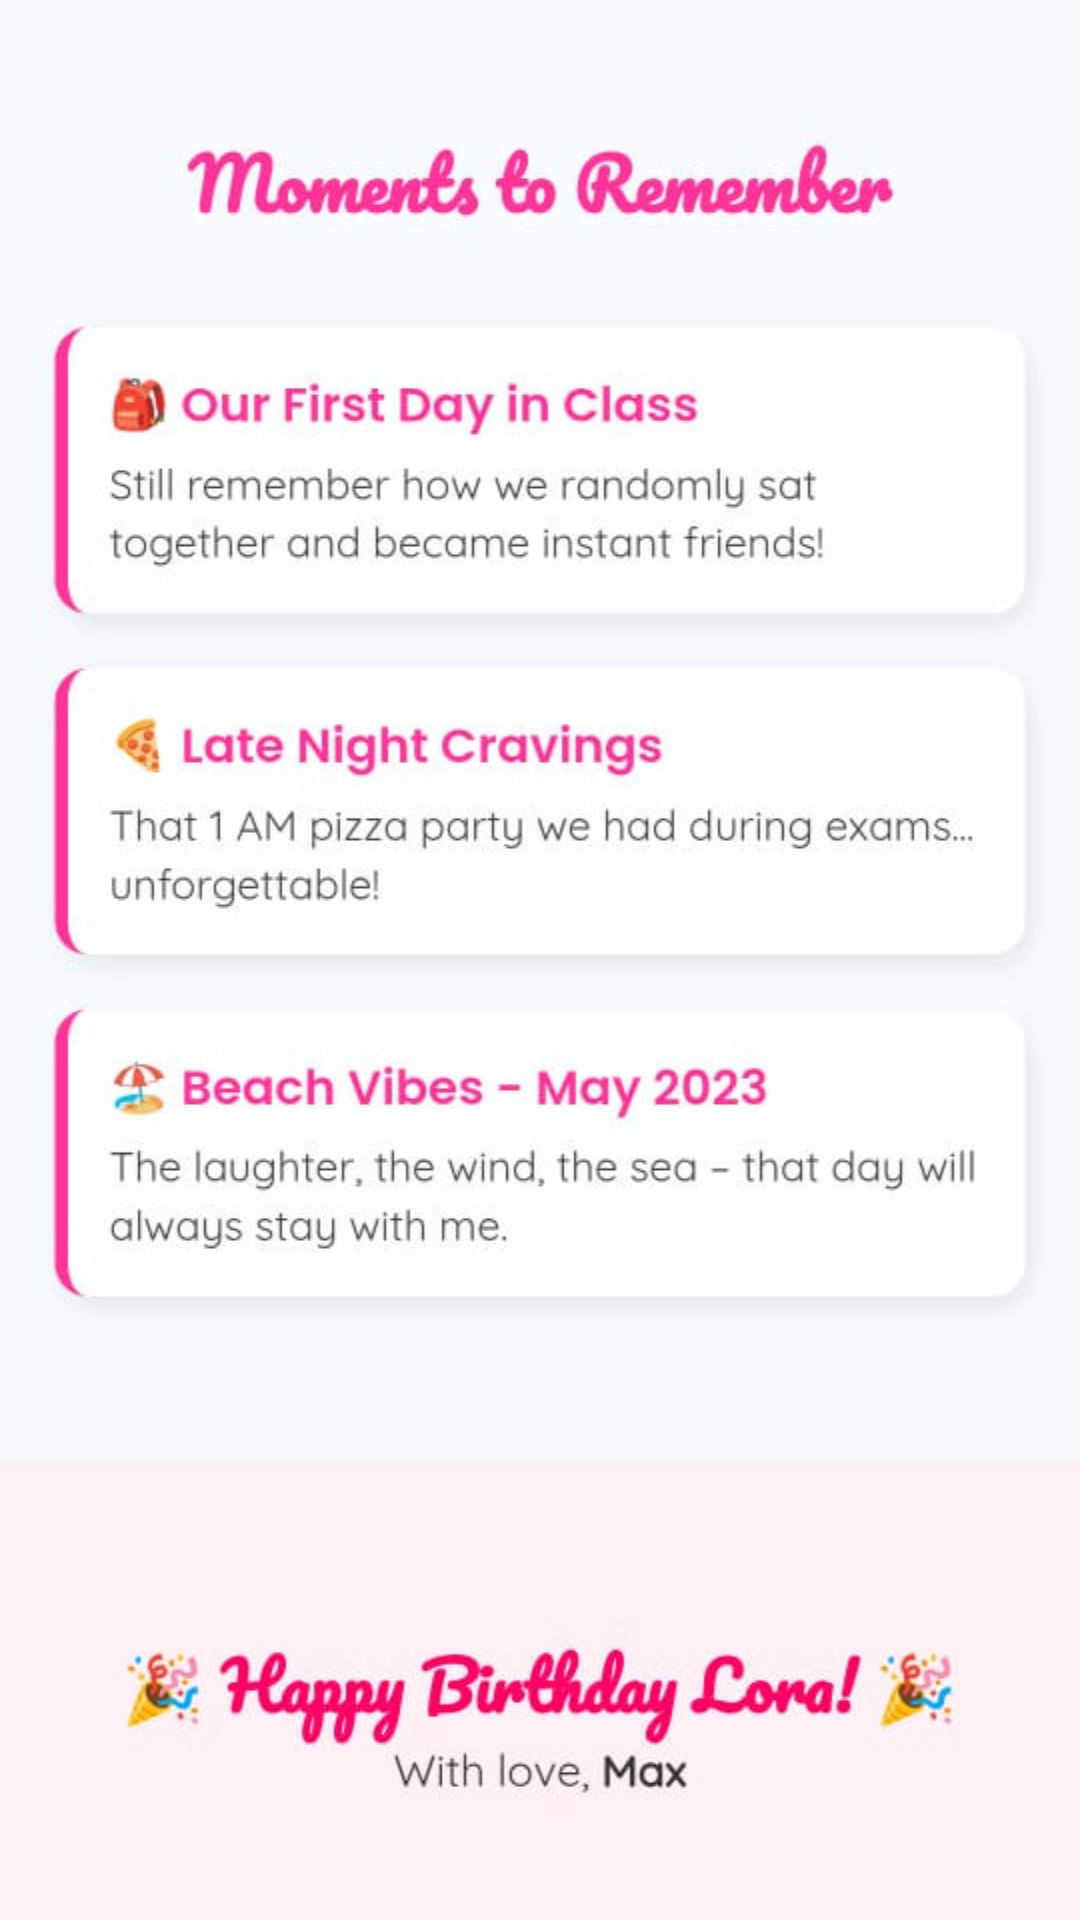 Moments to Remember
🎒 Our First Day in Class
Still remember how we randomly sat
together and became instant friends!
🍕 Late Night Cravings
That 1 AM pizza party we had during exams...
unforgettable!
🏖️ Beach Vibes - May 2023
The laughter, the wind, the sea – that day will
always stay with me.
🎉 Happy Birthday Lora! 🎉
With love, Max